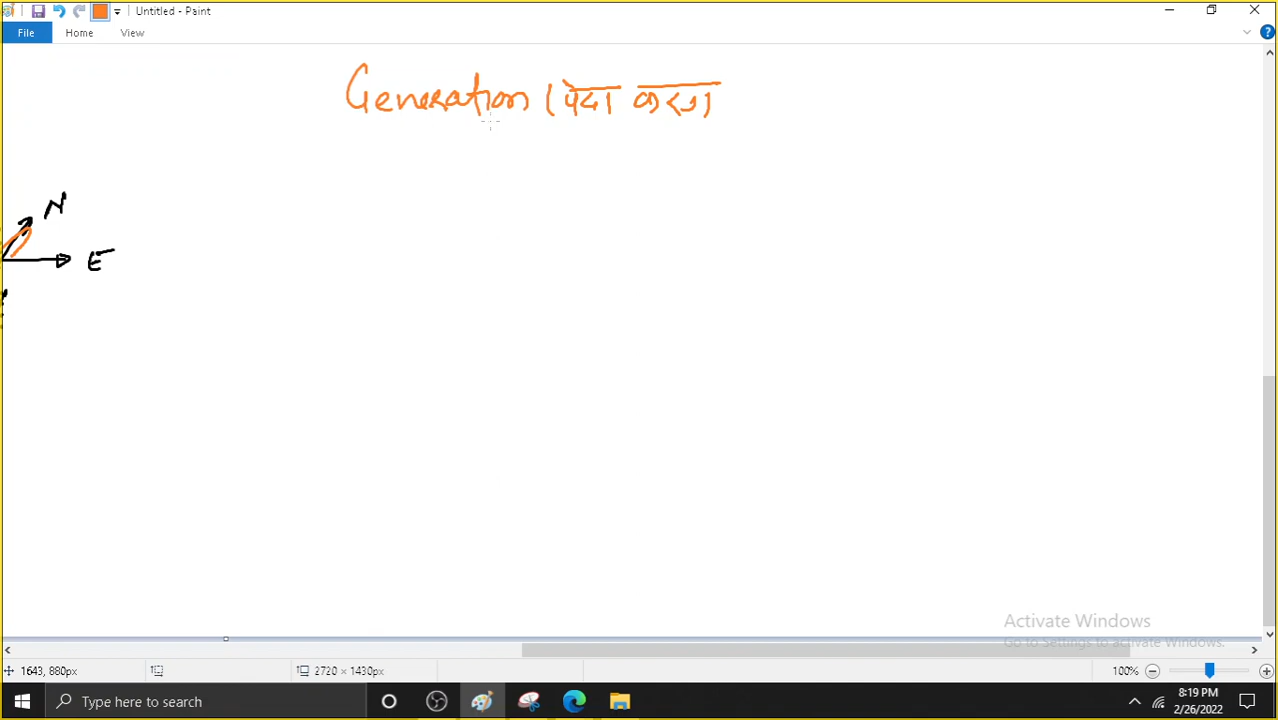 Untitled - Paint
File Home View
Generation (पैदा करना)
N
E
Activate Windows
Go to Settings to activate Windows.
1643, 880px 2720 × 1430px 100%
Type here to search
8:19 PM
2/26/2022